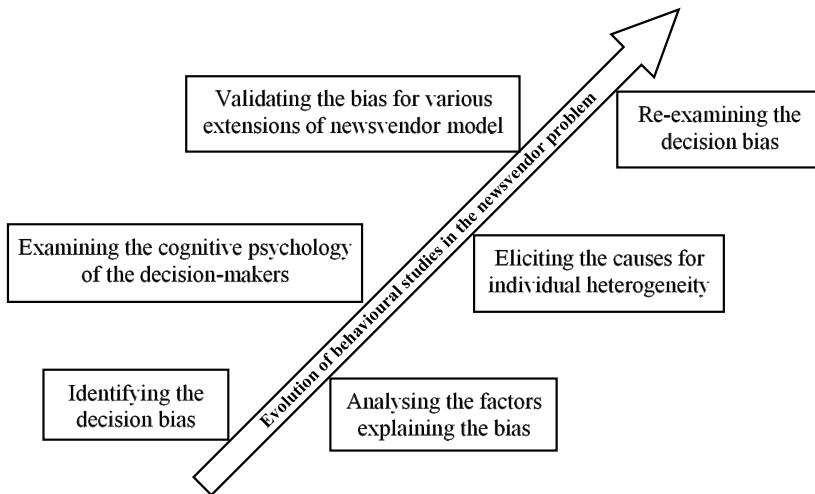 Validating the bias for various
extensions of newsvendor model
Re-examining the
decision bias
Evolution of behavioural studies in the newsvendor problem
Examining the cognitive psychology
of the decision-makers
Eliciting the causes for
individual heterogeneity
Identifying the
decision bias
Analysing the factors
explaining the bias